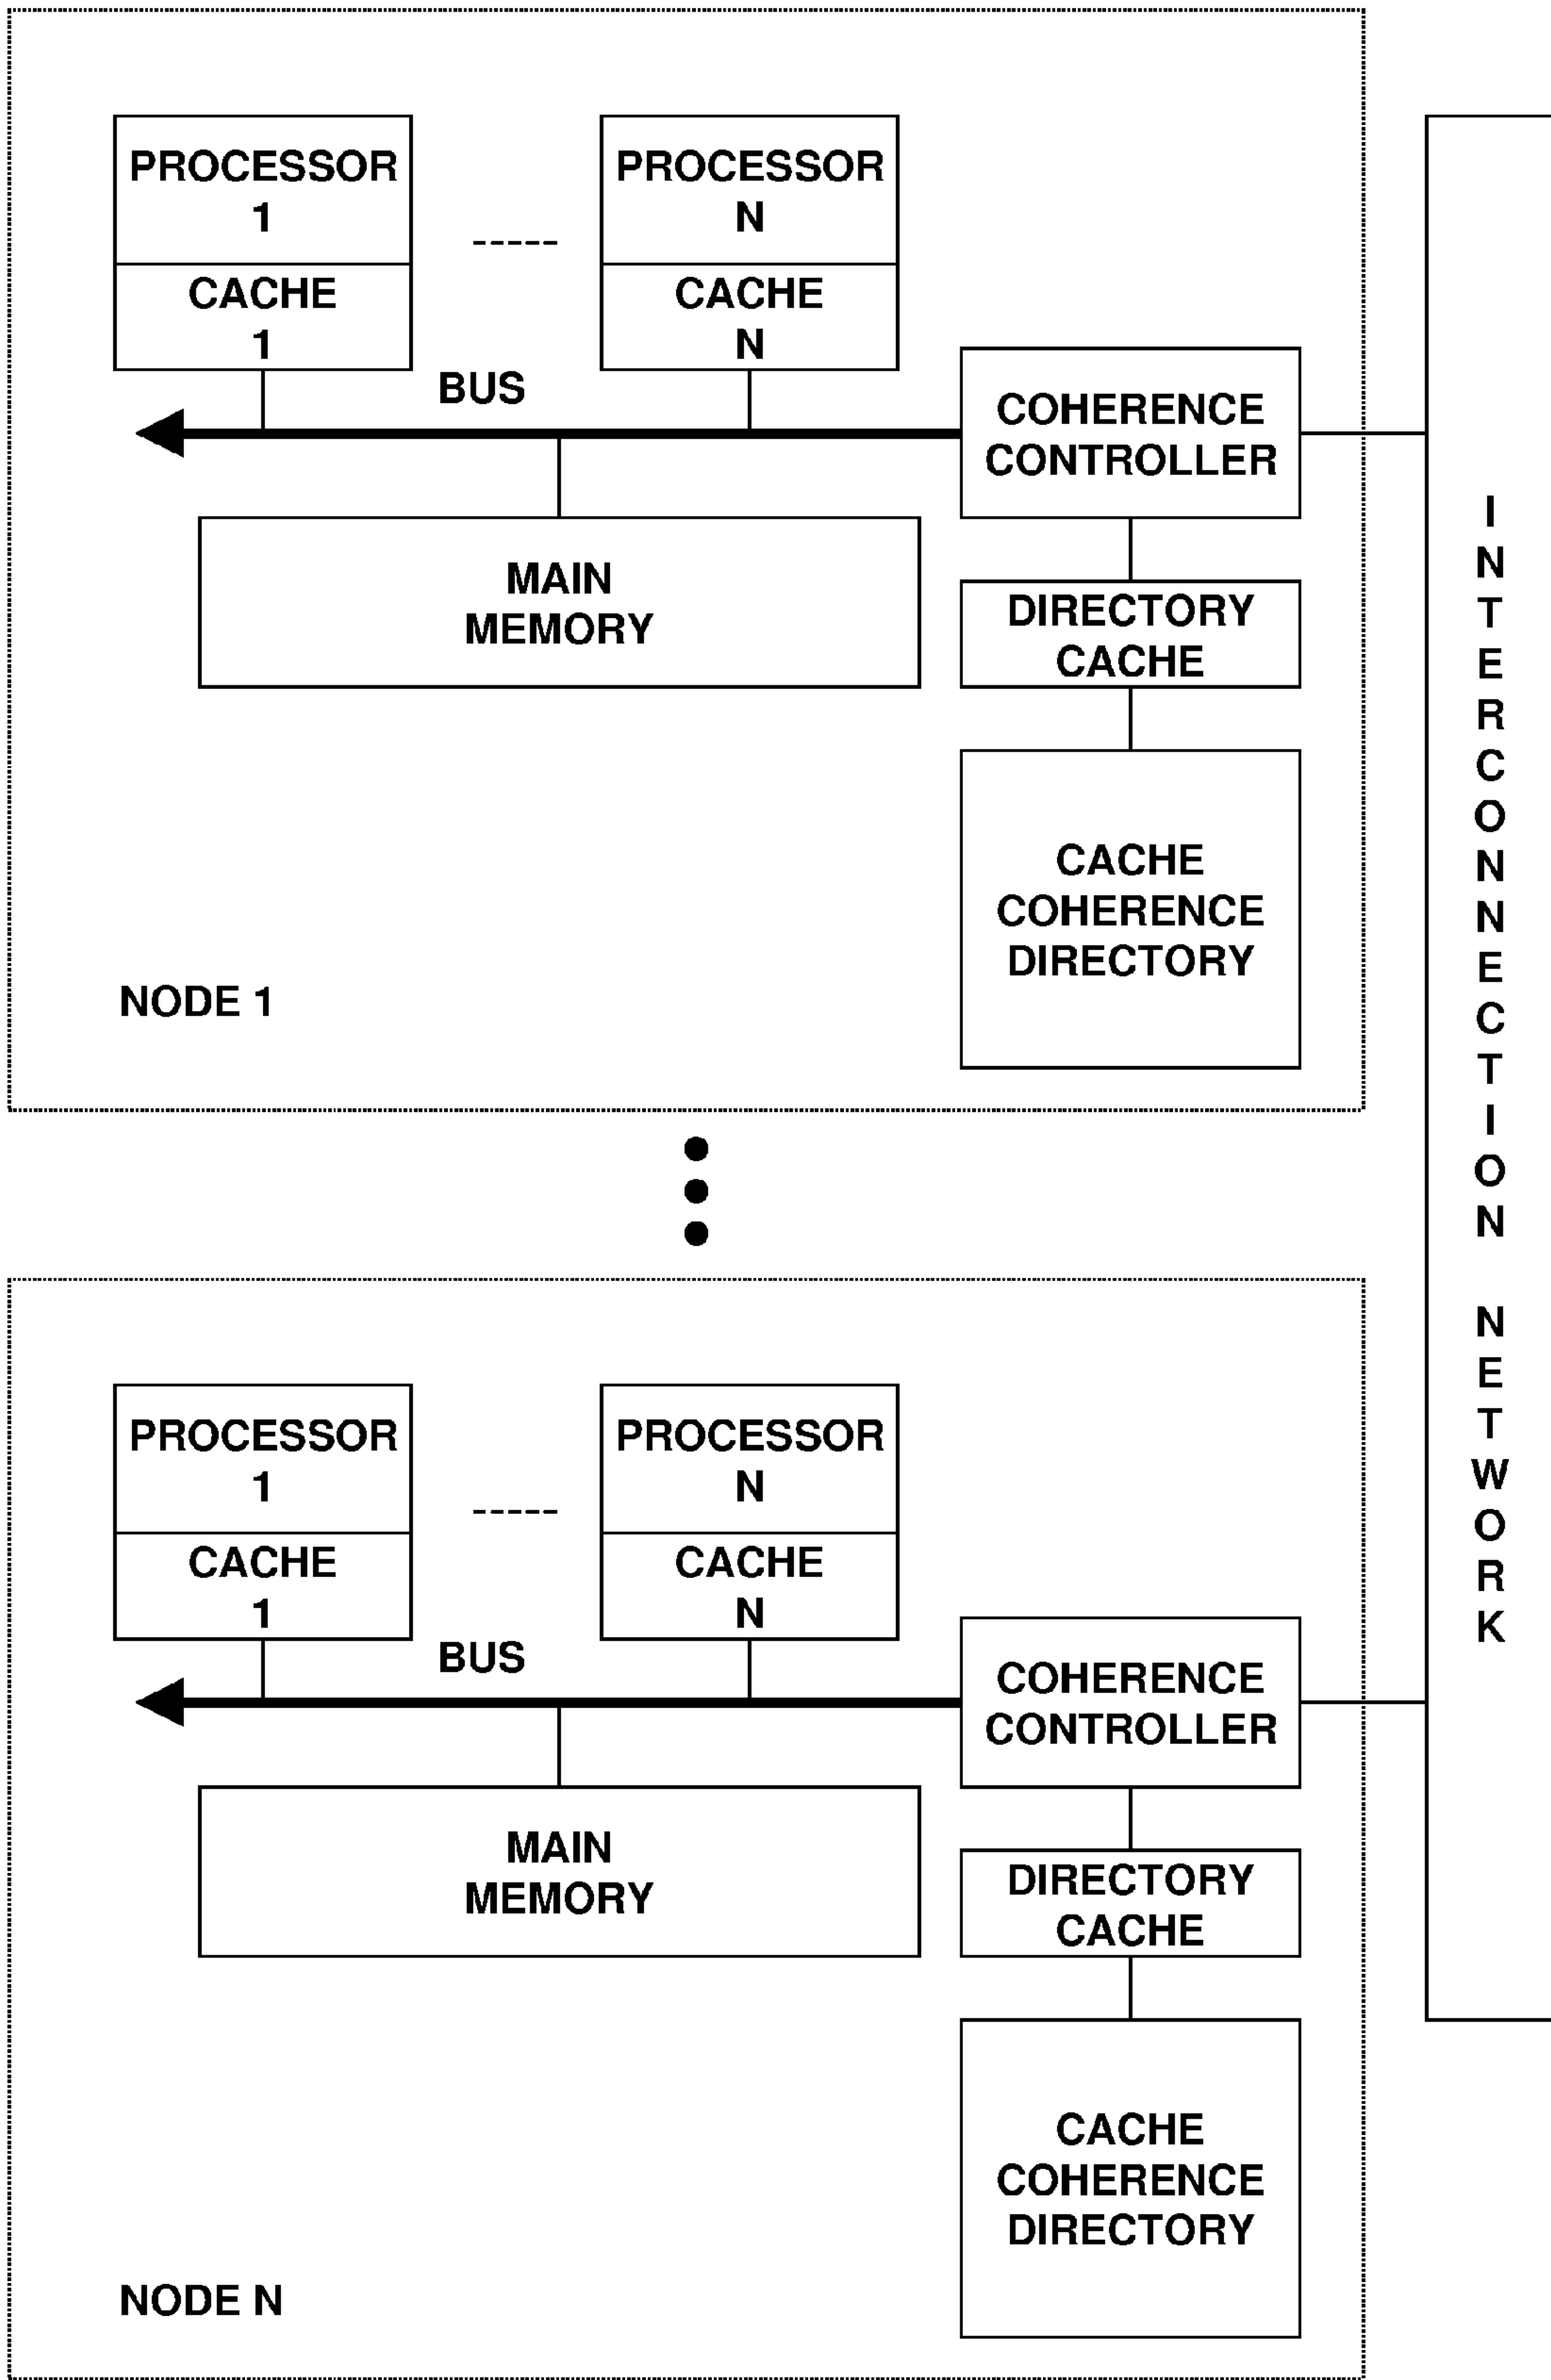 PROCESSOR
1
CACHE
1
PROCESSOR
N
CACHE
N
BUS
COHERENCE
CONTROLLER
MAIN
MEMORY
DIRECTORY
CACHE
CACHE
COHERENCE
DIRECTORY
NODE 1
INTERCONNECTION NETWORK
PROCESSOR
1
CACHE
1
PROCESSOR
N
CACHE
N
BUS
COHERENCE
CONTROLLER
MAIN
MEMORY
DIRECTORY
CACHE
CACHE
COHERENCE
DIRECTORY
NODE N